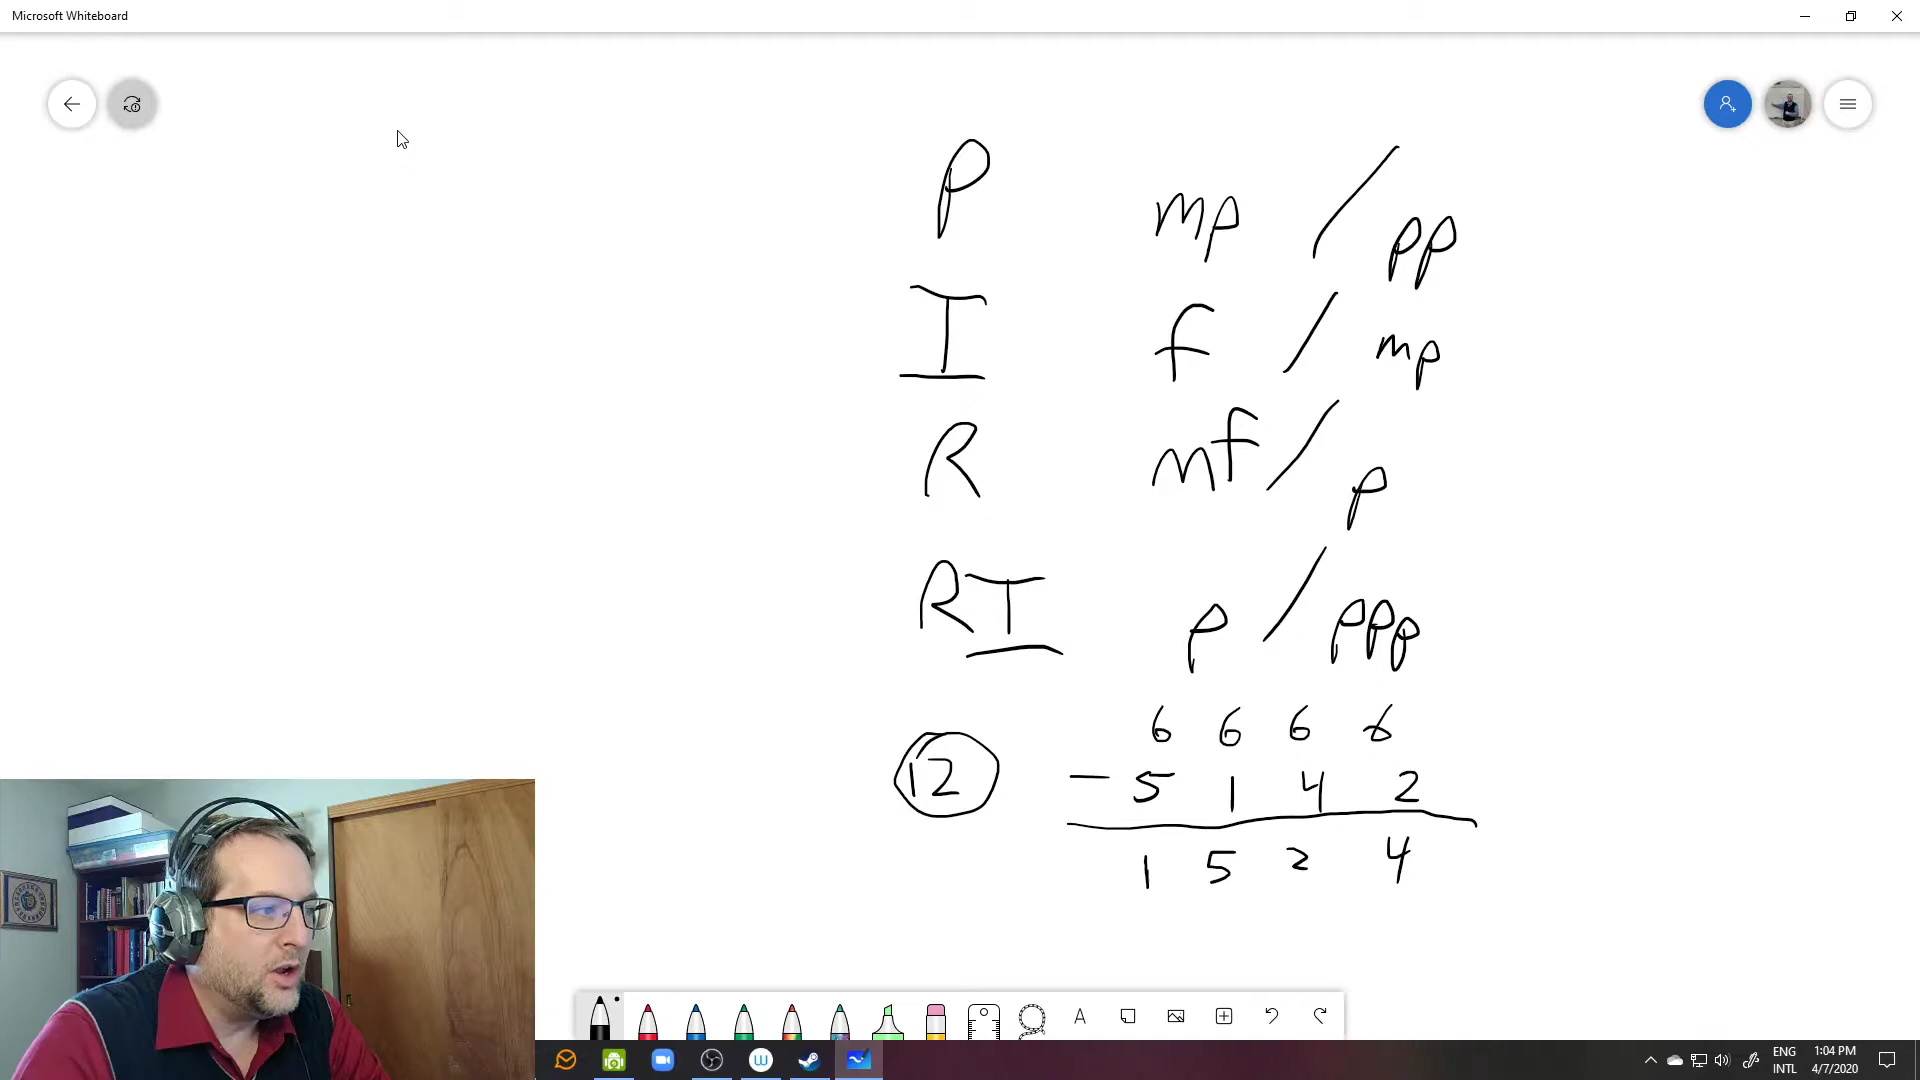 Microsoft Whiteboard
P mp / pp
I f / mp
R mf / p
RT p / ppp
6 6 6 6
12 - 5 1 4 2
1 5 2 4
A
W
ENG 1:04 PM
INTL 4/7/2020